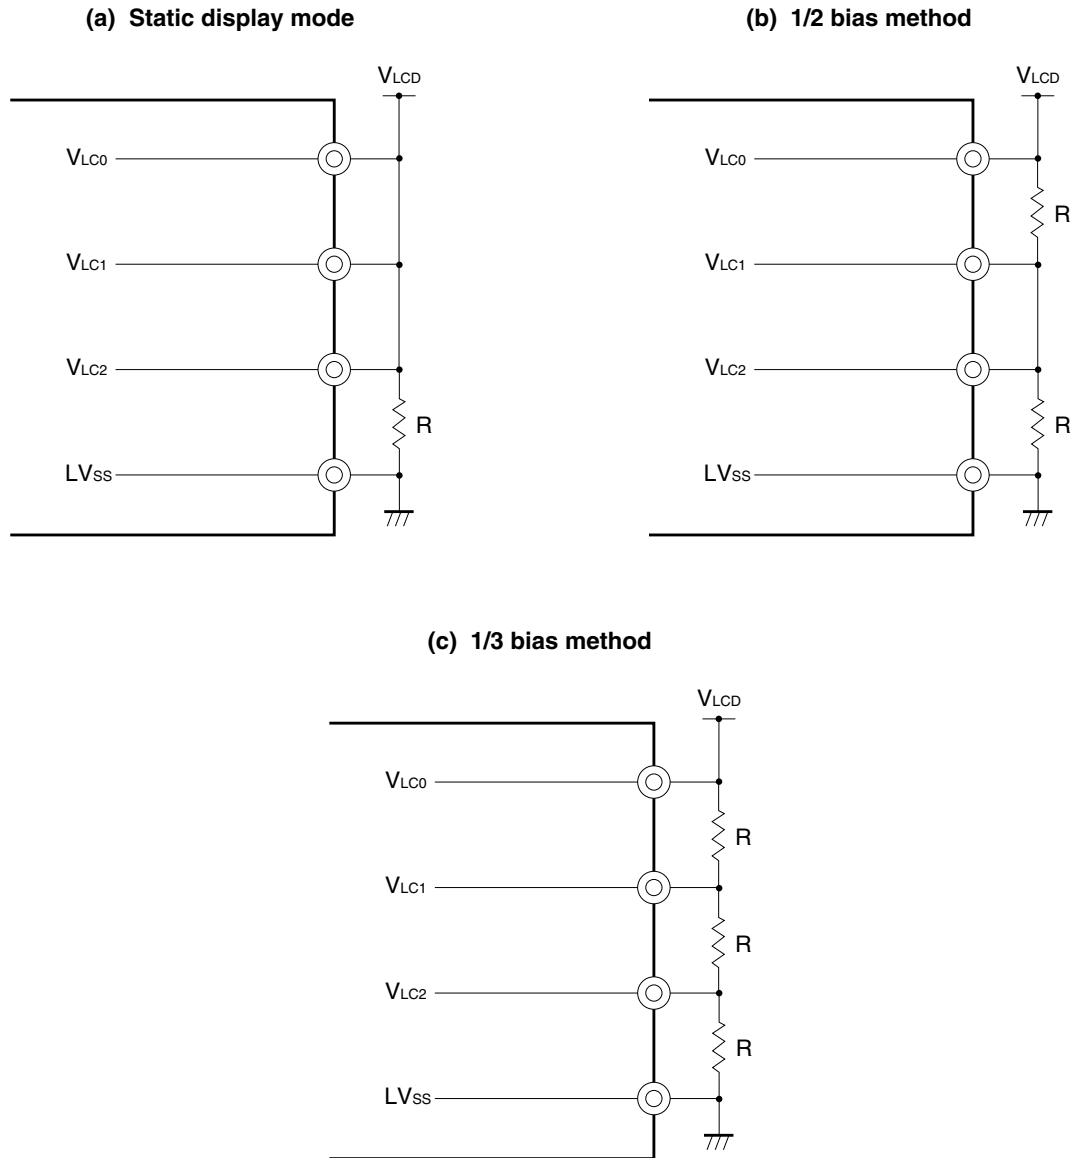 (a) Static display mode
VLCD
VLC0
VLC1
VLC2
R
LVSS
(b) 1/2 bias method
VLCD
VLC0
R
VLC1
VLC2
R
LVSS
(c) 1/3 bias method
VLCD
VLC0
R
VLC1
R
VLC2
R
LVSS